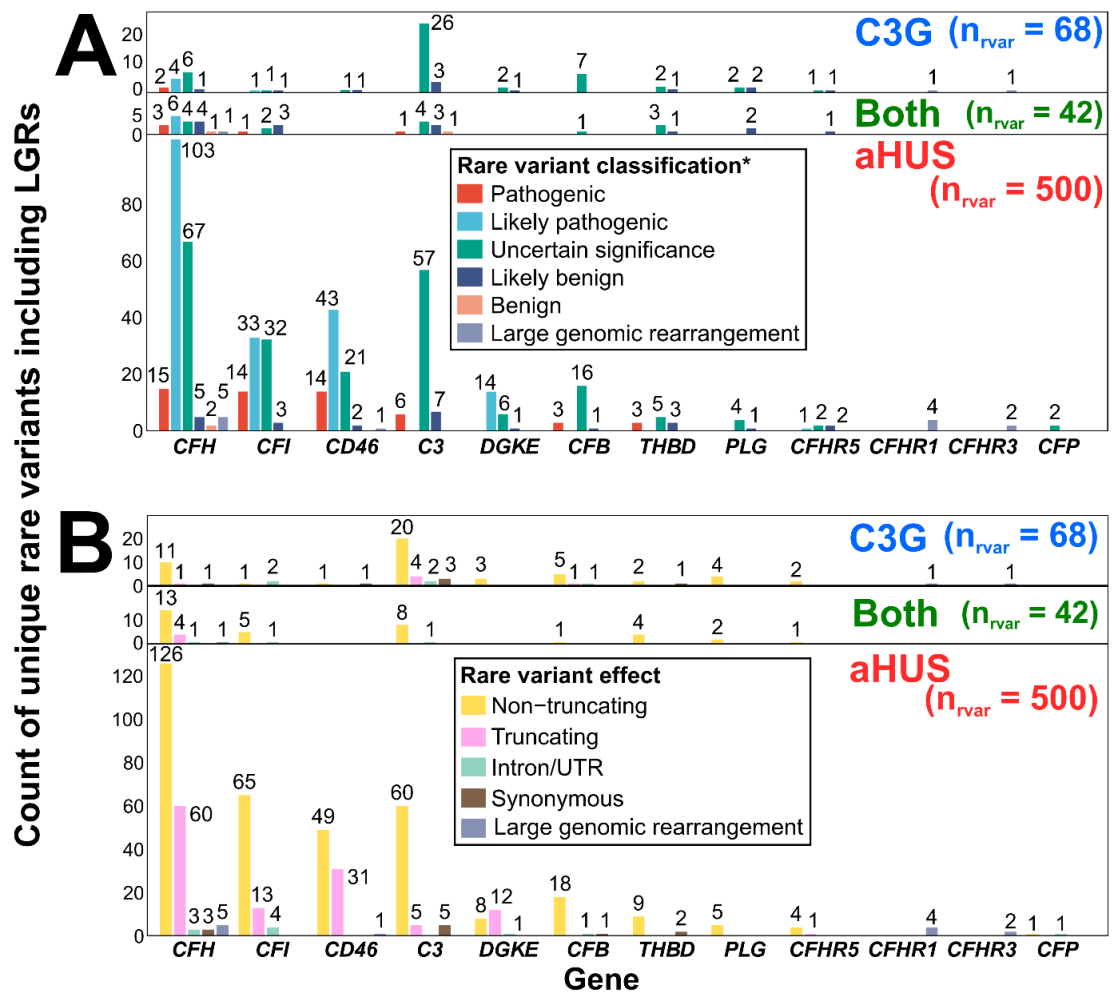 Count of unique rare variants including LGRs
A
C3G (nrvar = 68)
20
10
0
2 4 6 1 1 1 1 1 1 26 3 2 1 7 2 1 2 2 1 1 1 1
Both (nrvar = 42)
5
0
3 6 4 4 1 1 1 2 3 1 4 3 1 1 3 1 2 1
aHUS
(nrvar = 500)
80
60
40
20
0
15 103 67 5 2 5 14 33 32 3 14 43 21 2 1 6 57 7 14 6 1 3 16 1 3 5 3 4 1 1 2 2 4 2 2
Rare variant classification*
Pathogenic
Likely pathogenic
Uncertain significance
Likely benign
Benign
Large genomic rearrangement
CFH CFI CD46 C3 DGKE CFB THBD PLG CFHR5 CFHR1 CFHR3 CFP
B
C3G (nrvar = 68)
20
10
0
11 1 1 1 2 1 1 20 4 2 3 3 5 1 1 2 1 4 2 1 1
Both (nrvar = 42)
10
0
13 4 1 1 5 1 8 1 1 4 2 1
aHUS
(nrvar = 500)
120
100
80
60
40
20
0
126 60 3 3 5 65 13 4 49 31 1 60 5 5 8 12 1 18 1 1 9 2 5 4 1 4 2 1 1
Rare variant effect
Non−truncating
Truncating
Intron/UTR
Synonymous
Large genomic rearrangement
CFH CFI CD46 C3 DGKE CFB THBD PLG CFHR5 CFHR1 CFHR3 CFP
Gene